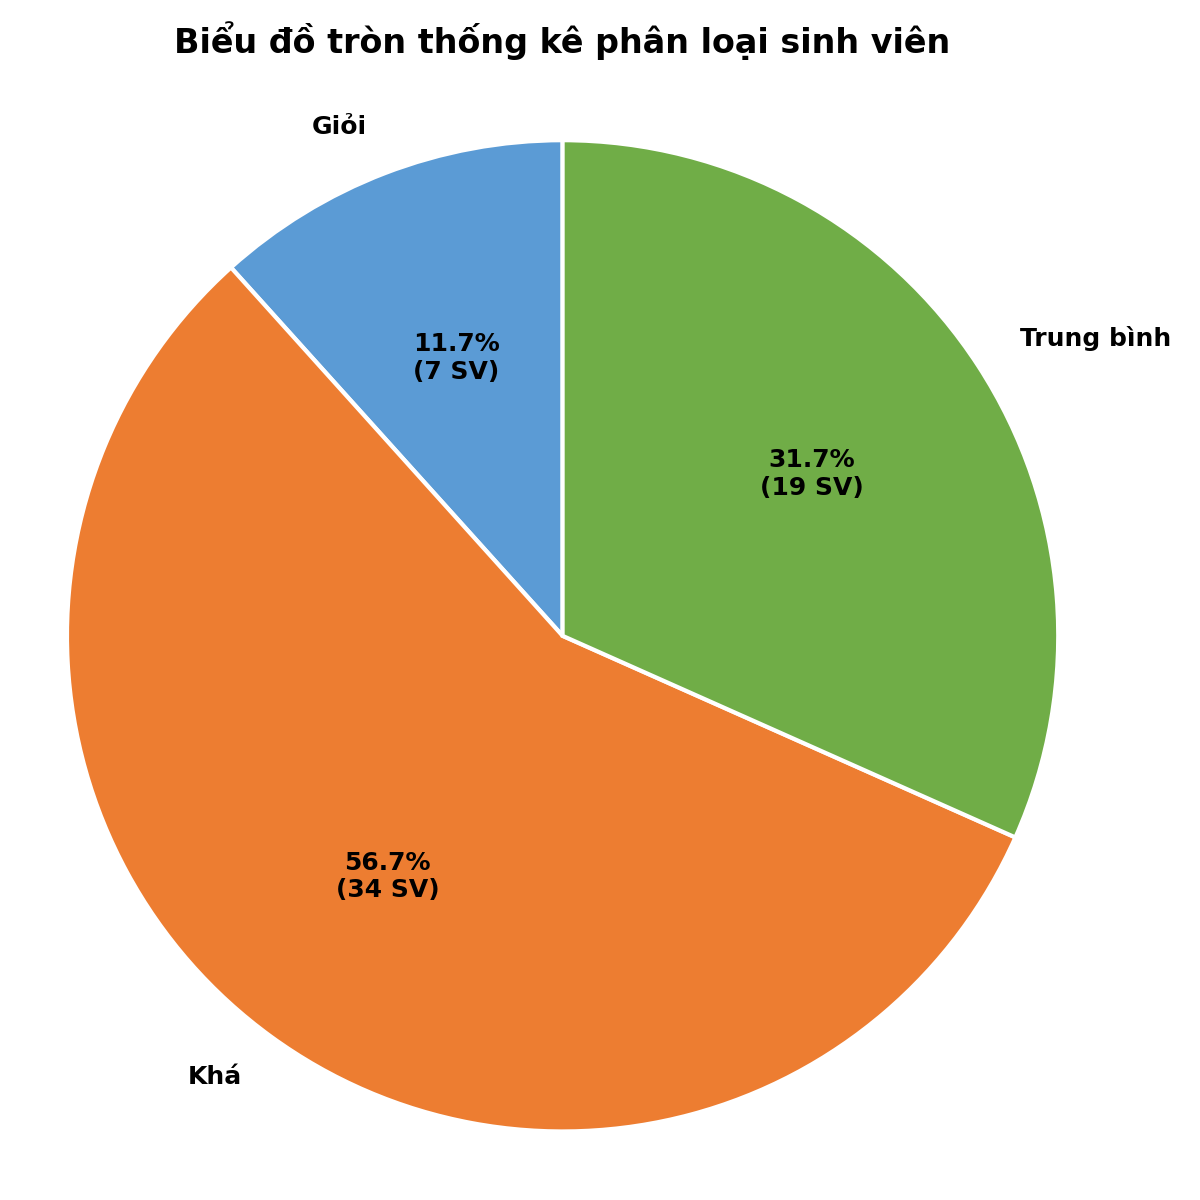 Biểu đồ tròn thống kê phân loại sinh viên
Giỏi
11.7%
(7 SV)
Trung bình
31.7%
(19 SV)
56.7%
(34 SV)
Khá